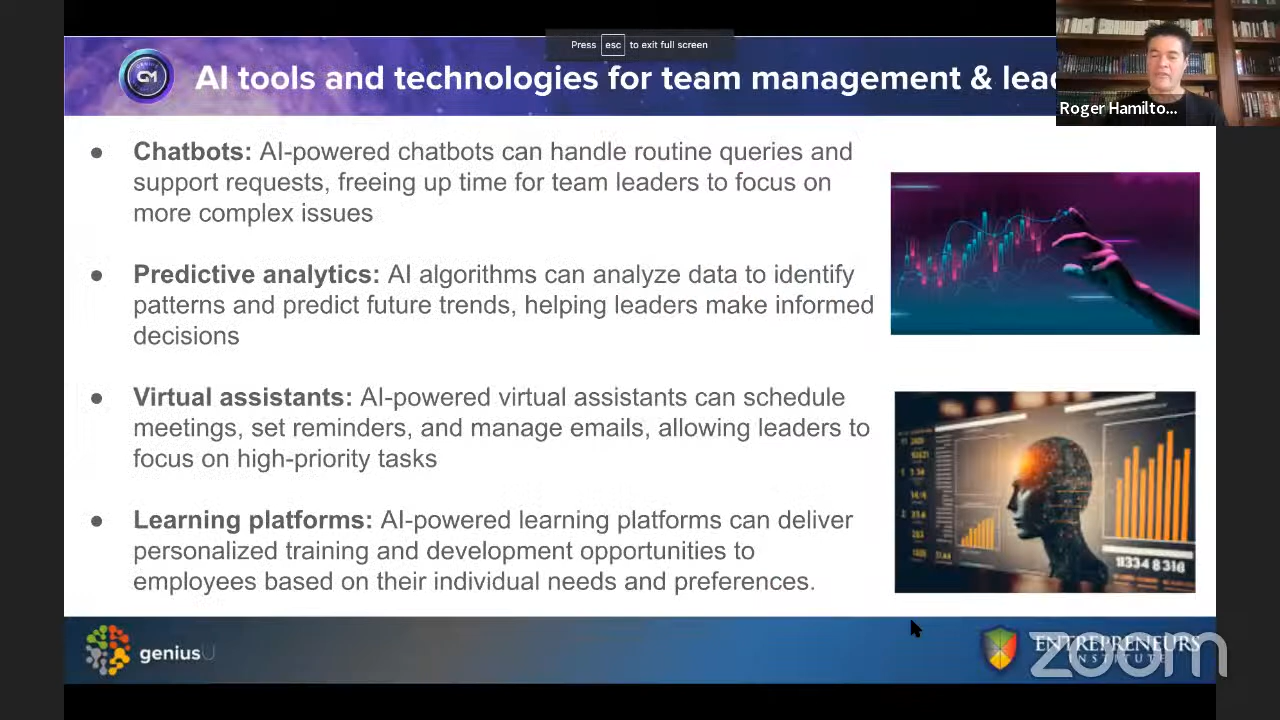 Press esc to exit full screen
AI tools and technologies for team management & lea
Roger Hamilto...
● Chatbots: AI-powered chatbots can handle routine queries and
support requests, freeing up time for team leaders to focus on
more complex issues
● Predictive analytics: AI algorithms can analyze data to identify
patterns and predict future trends, helping leaders make informed
decisions
● Virtual assistants: AI-powered virtual assistants can schedule
meetings, set reminders, and manage emails, allowing leaders to
focus on high-priority tasks
● Learning platforms: AI-powered learning platforms can deliver
personalized training and development opportunities to
employees based on their individual needs and preferences.
geniusU
ENTREPRENEURS
INSTITUTE
zoom